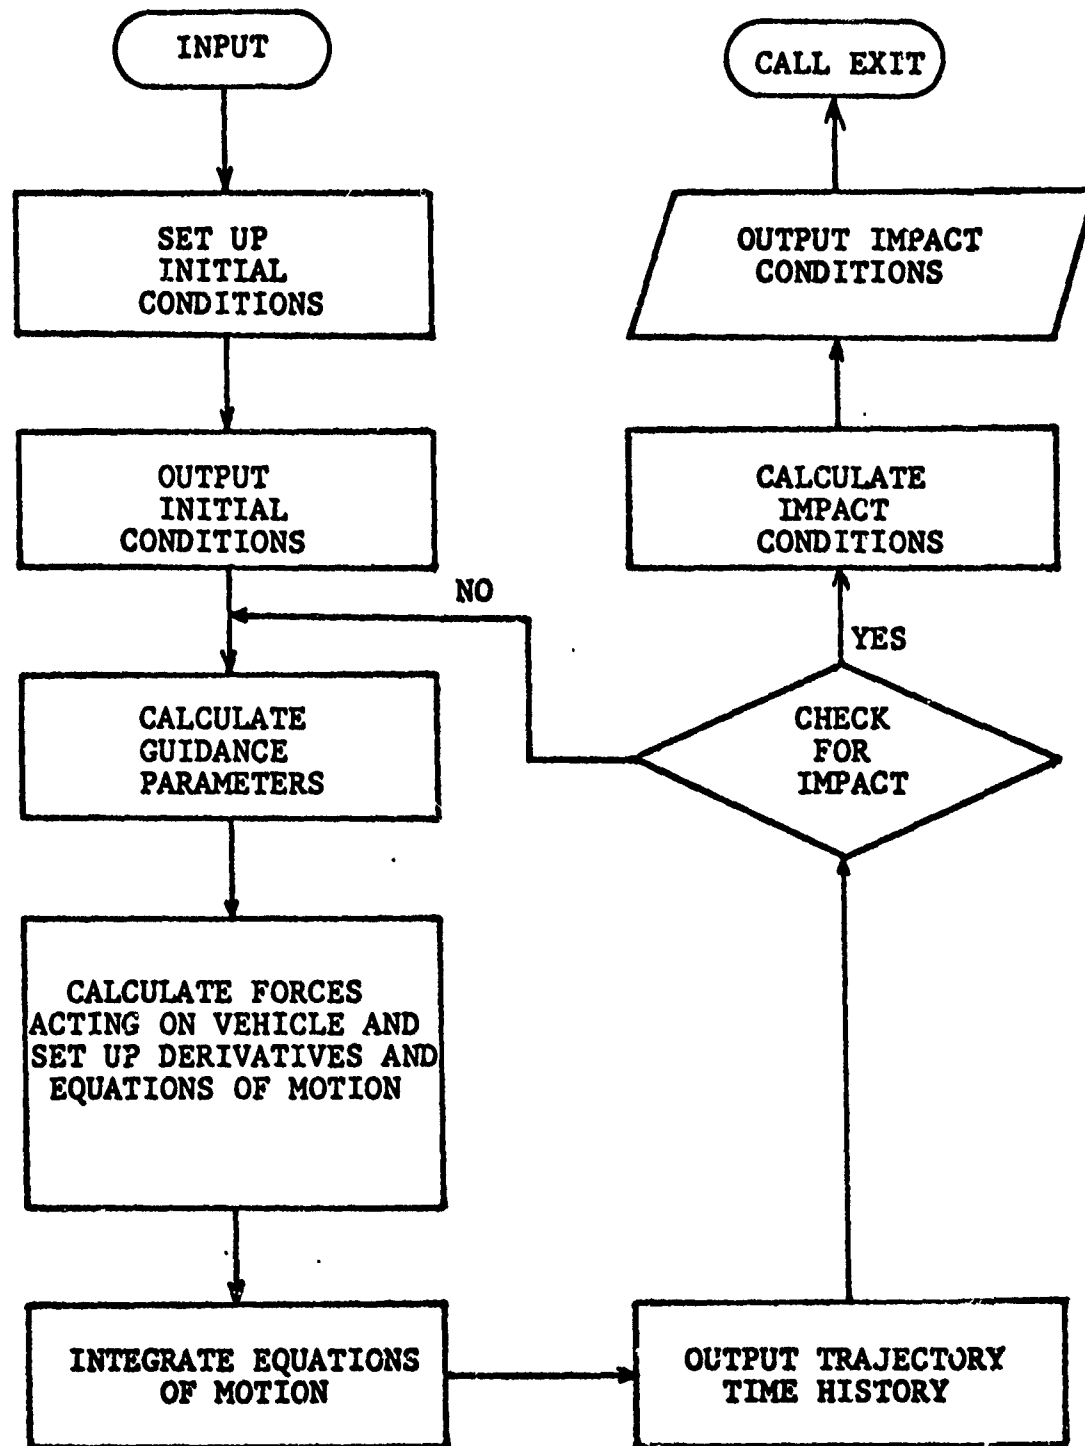 INPUT
SET UP
INITIAL
CONDITIONS
OUTPUT
INITIAL
CONDITIONS
NO
CALCULATE
GUIDANCE
PARAMETERS
CALCULATE FORCES
ACTING ON VEHICLE AND
SET UP DERIVATIVES AND
EQUATIONS OF MOTION
INTEGRATE EQUATIONS
OF MOTION
OUTPUT TRAJECTORY
TIME HISTORY
CHECK
FOR
IMPACT
YES
CALCULATE
IMPACT
CONDITIONS
OUTPUT IMPACT
CONDITIONS
CALL EXIT